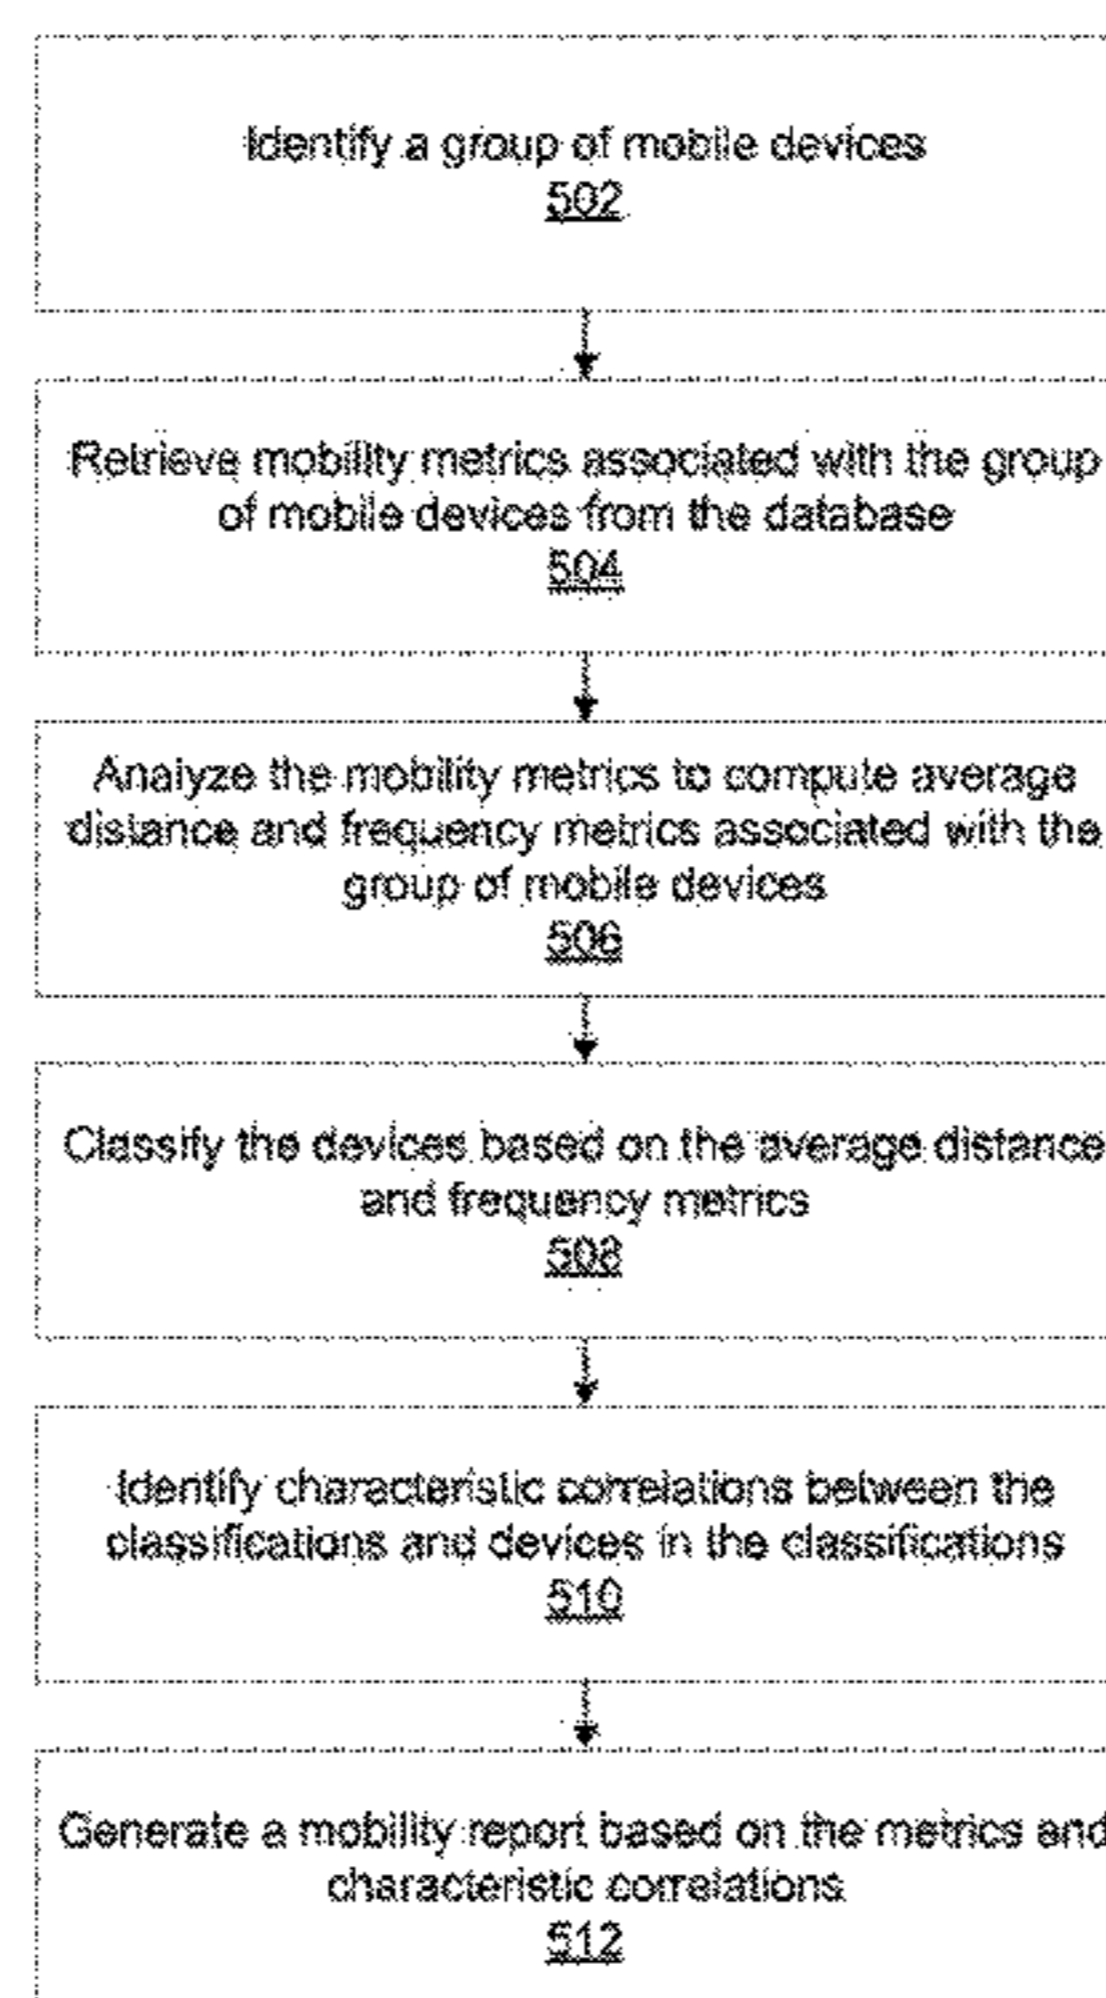 Identify a group of mobile devices
502
Retrieve mobility metrics associated with the group
of mobile devices from the database
504
Analyze the mobility metrics to compute average
distance and frequency metrics associated with the
group of mobile devices
506
Classify the devices based on the average distance
and frequency metrics
508
Identify characteristic correlations between the
classifications and devices in the classifications
510
Generate a mobility report based on the metrics and
characteristic correlations
512